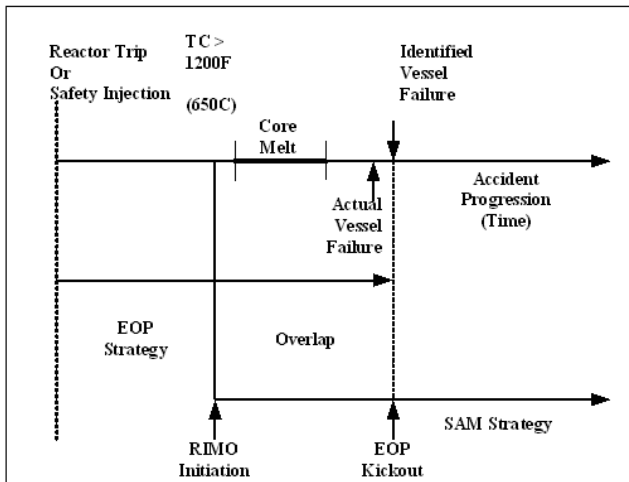 Reactor Trip
Or
Safety Injection
TC >
1200F
(650C)
Identified
Vessel
Failure
Core
Melt
Actual
Vessel
Failure
Accident
Progression
(Time)
EOP
Strategy
Overlap
SAM Strategy
RIMO
Initiation
EOP
Kickout